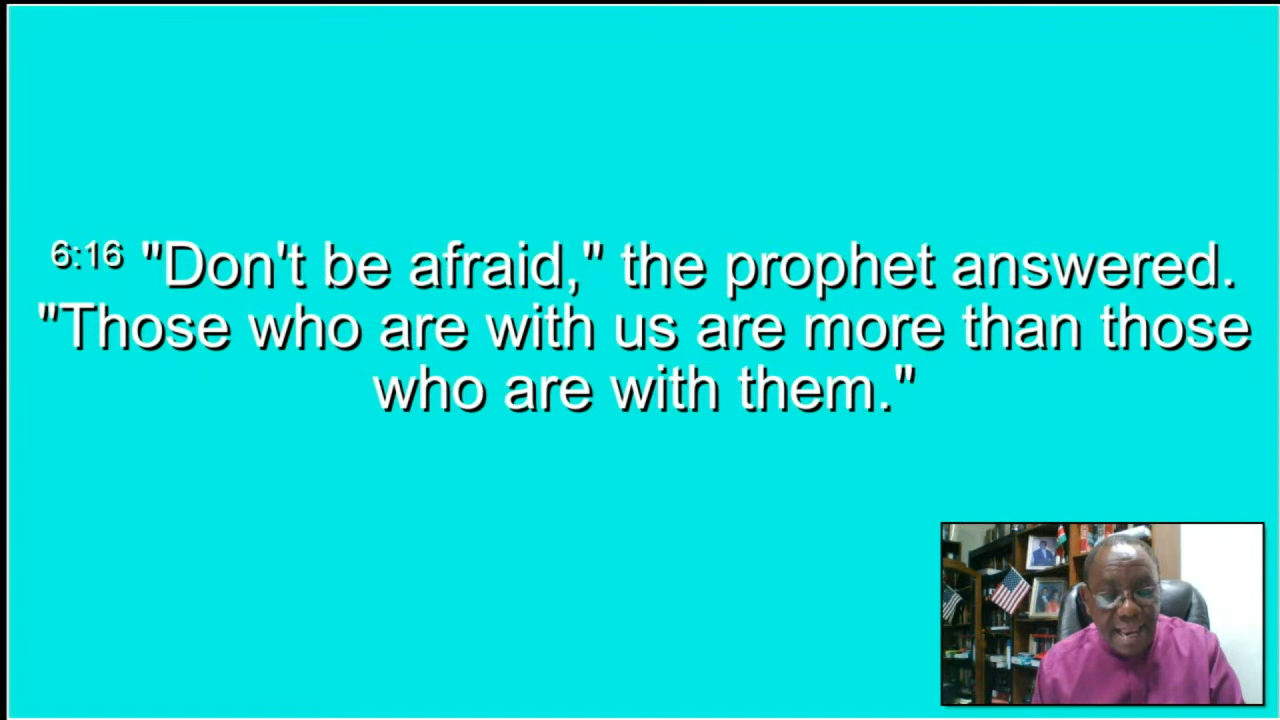 6:16 "Don't be afraid," the prophet answered.
"Those who are with us are more than those
who are with them."